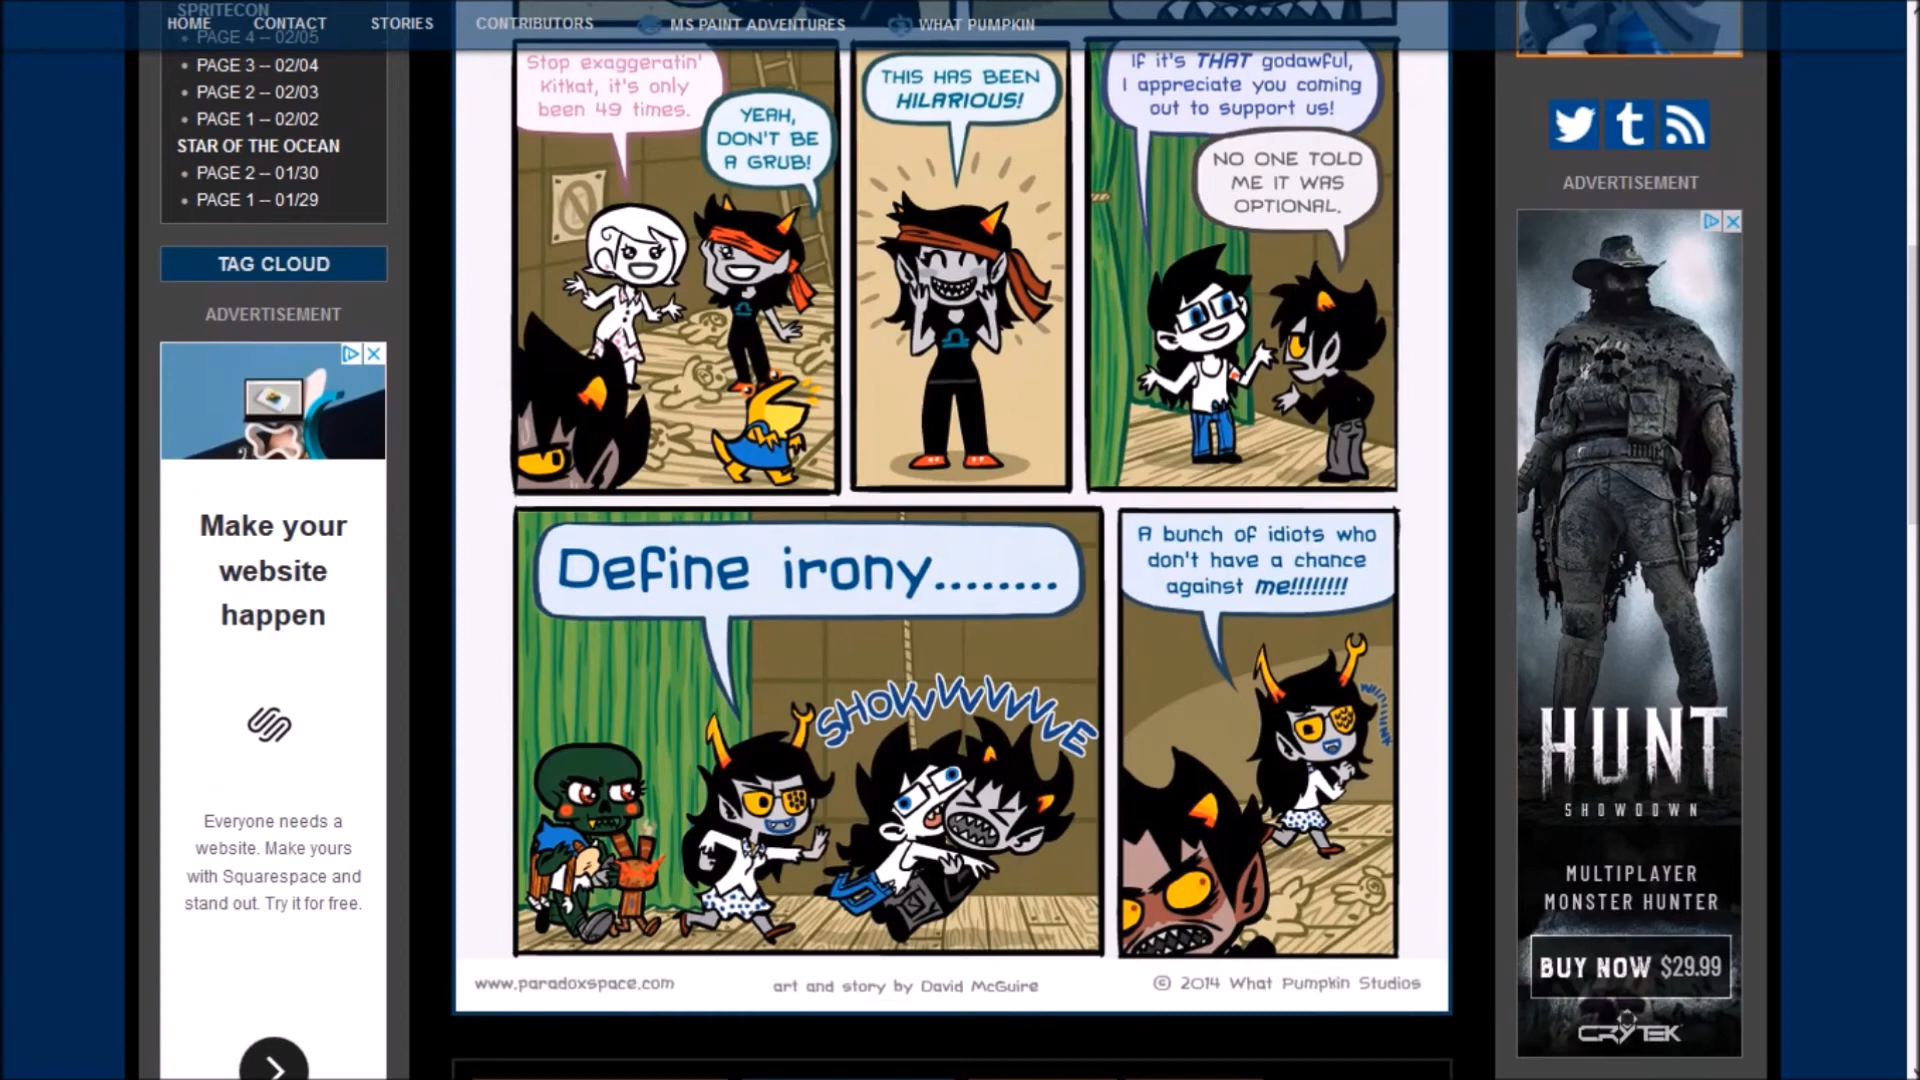 HOME
CONTACT
STORIES
CONTRIBUTORS
MS PAINT ADVENTURES
WHAT PUMPKIN
SPRITECON
PAGE 4 -- 02/05
PAGE 3 -- 02/04
PAGE 2 -- 02/03
PAGE 1 -- 02/02
STAR OF THE OCEAN
PAGE 2 -- 01/30
PAGE 1 -- 01/29
TAG CLOUD
ADVERTISEMENT
Make your
website
happen
Everyone needs a
website. Make yours
with Squarespace and
stand out. Try it for free.
Stop exaggeratin'
Kitkat, it's only
been 49 times.
YEAH,
DON'T BE
A GRUB!
THIS HAS BEEN
HILARIOUS!
If it's THAT godawful,
I appreciate you coming
out to support us!
NO ONE TOLD
ME IT WAS
OPTIONAL.
Define irony........
SHOVVVVVVVVE
A bunch of idiots who
don't have a chance
against me!!!!!!!!
www.paradoxspace.com
art and story by David McGuire
© 2014 What Pumpkin Studios
ADVERTISEMENT
HUNT
SHOWDOWN
MULTIPLAYER
MONSTER HUNTER
BUY NOW $29.99
CRYTEK